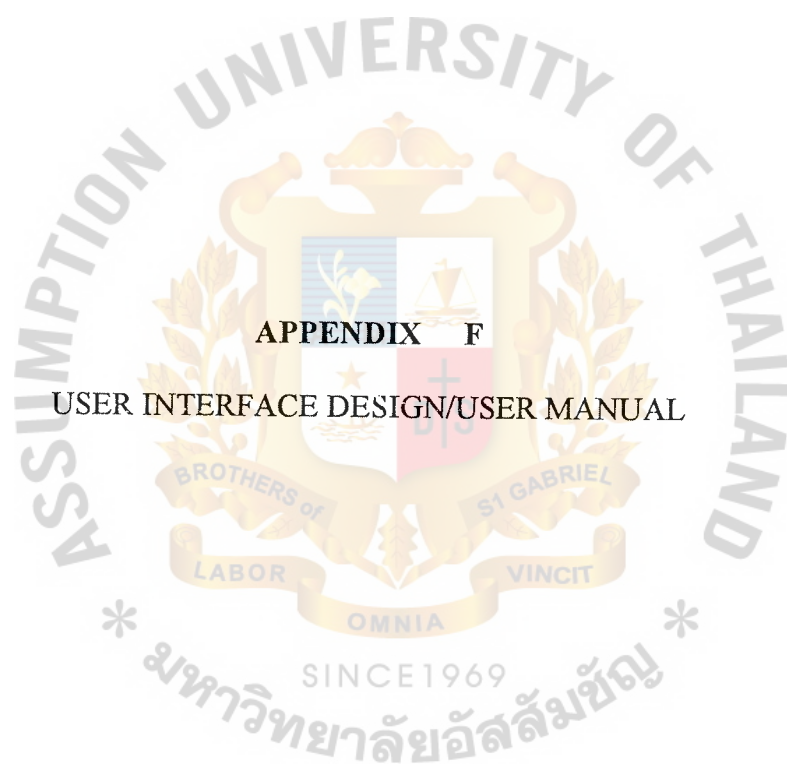 ASSUMPTION UNIVERSITY OF THAILAND
APPENDIX F
USER INTERFACE DESIGN/USER MANUAL
D S
BROTHERS of
S1 GABRIEL
LABOR
VINCIT
OMNIA
* SINCE1969 *
มหาวิทยาลัยอัสสัมชัญ